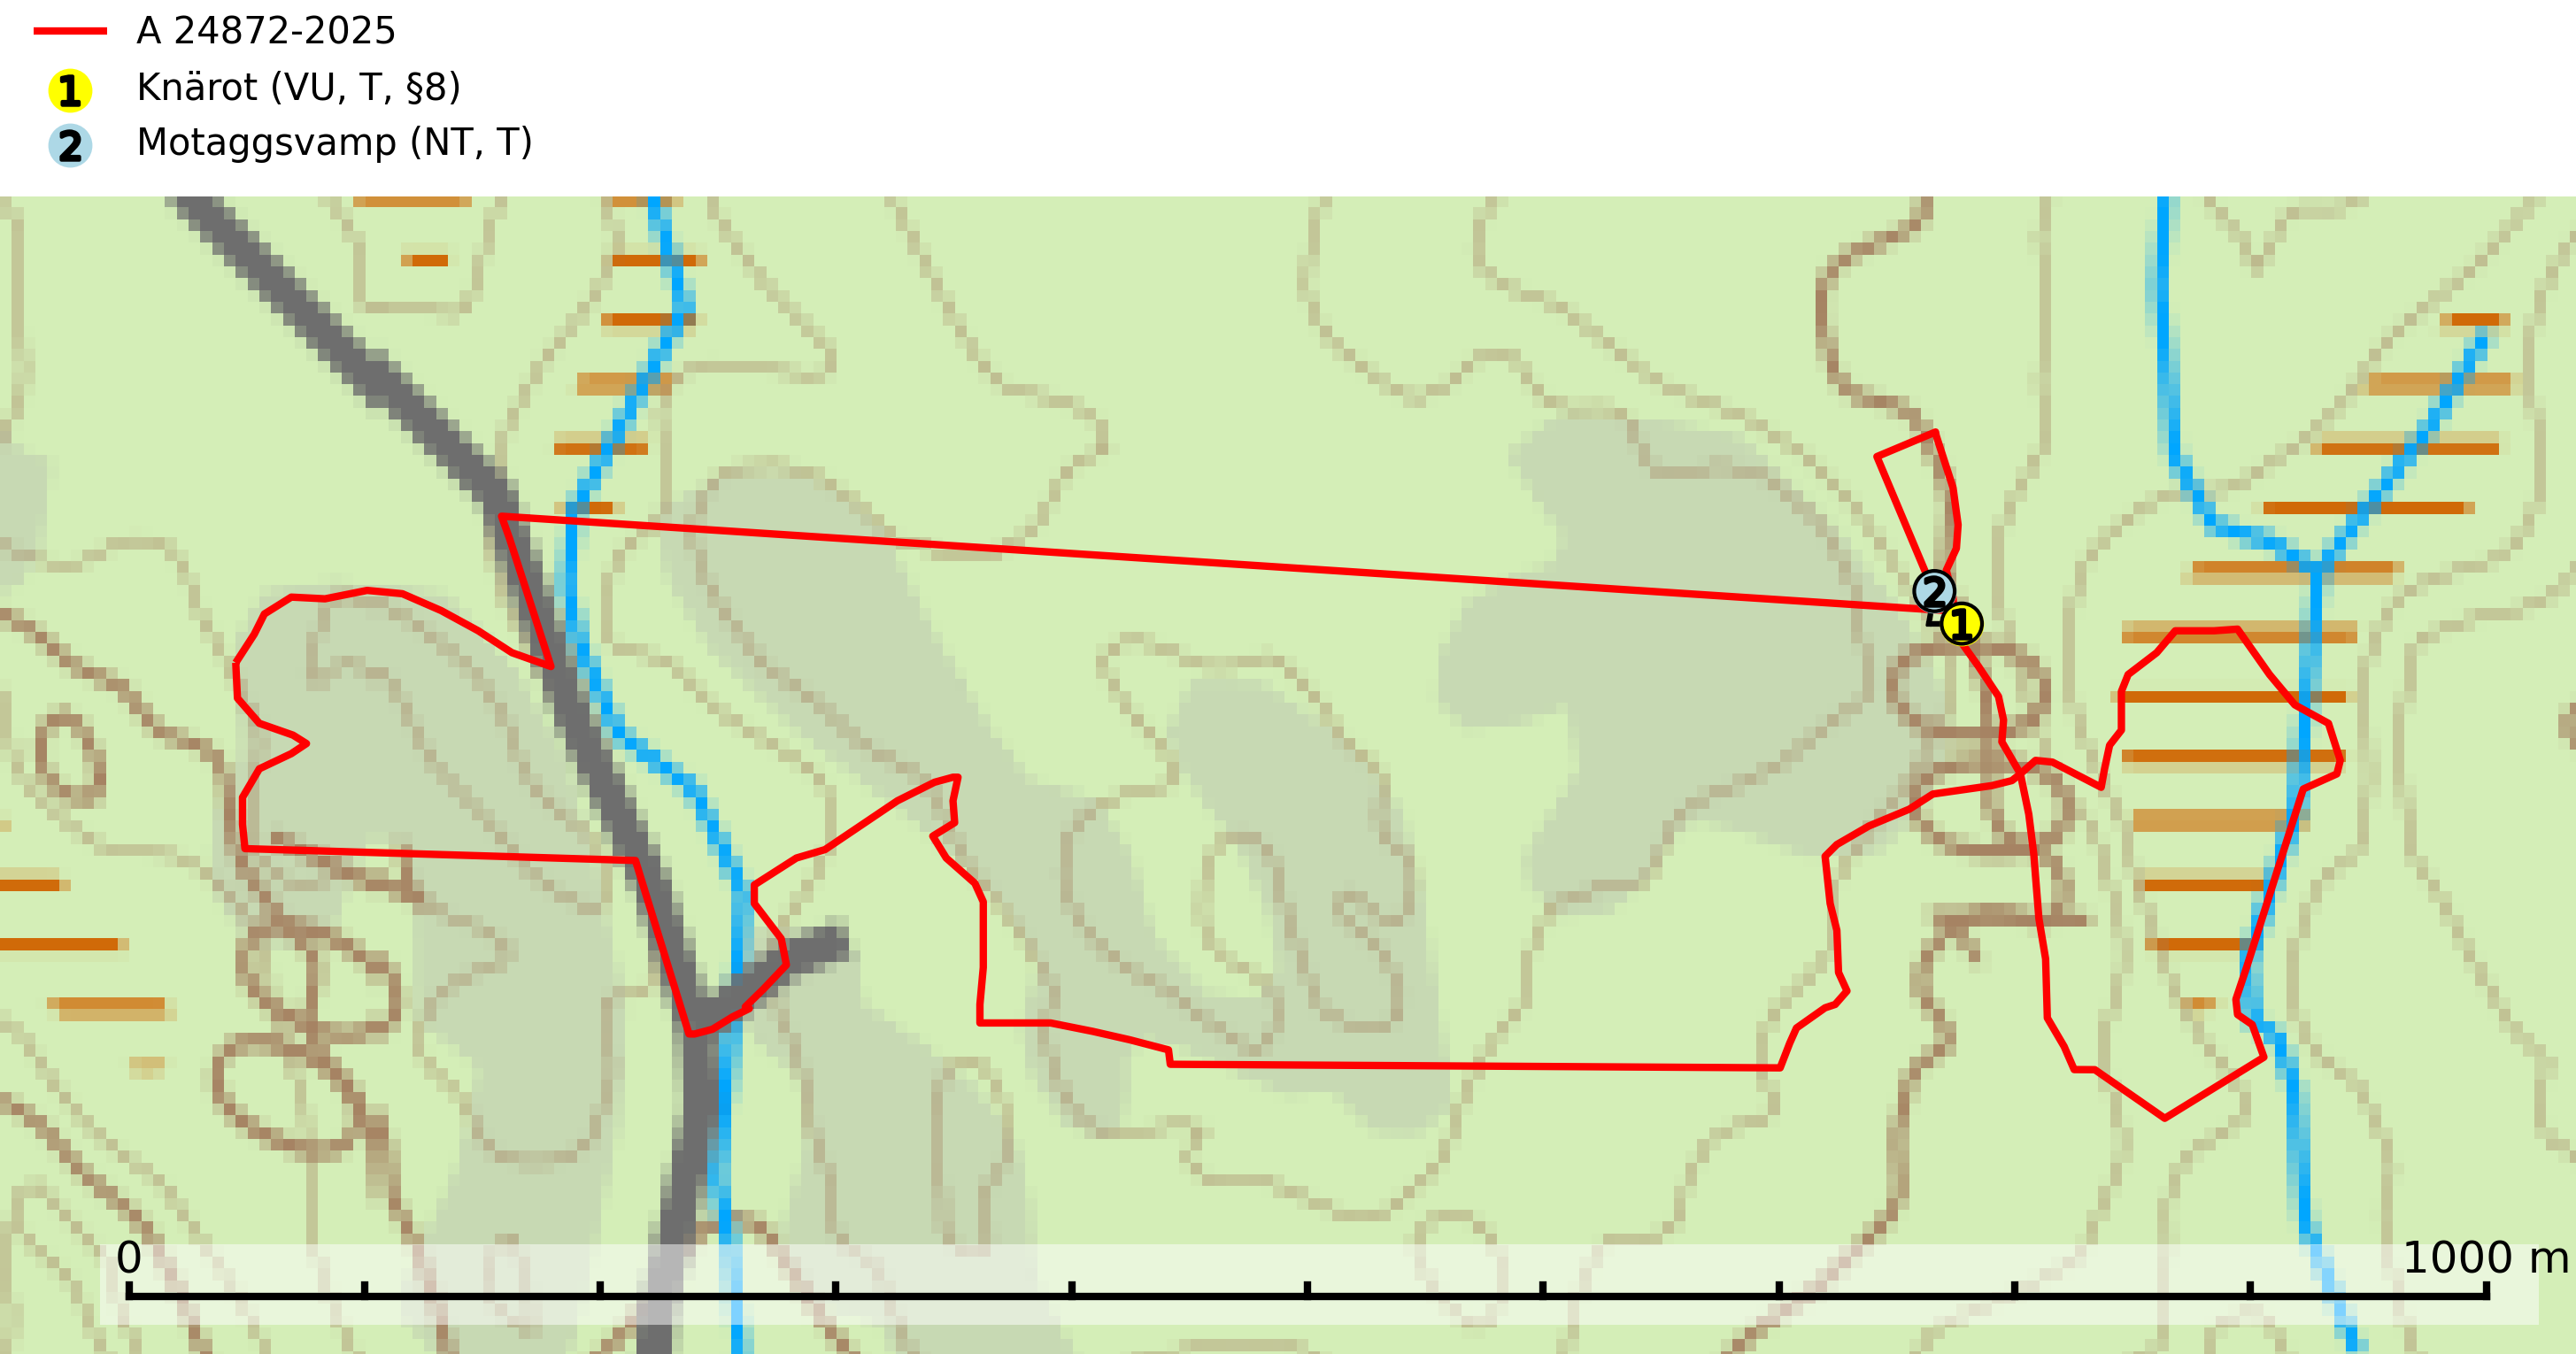 A 24872-2025
1 Knärot (VU, T, §8)
2 Motaggsvamp (NT, T)
2
1
0 1000 m